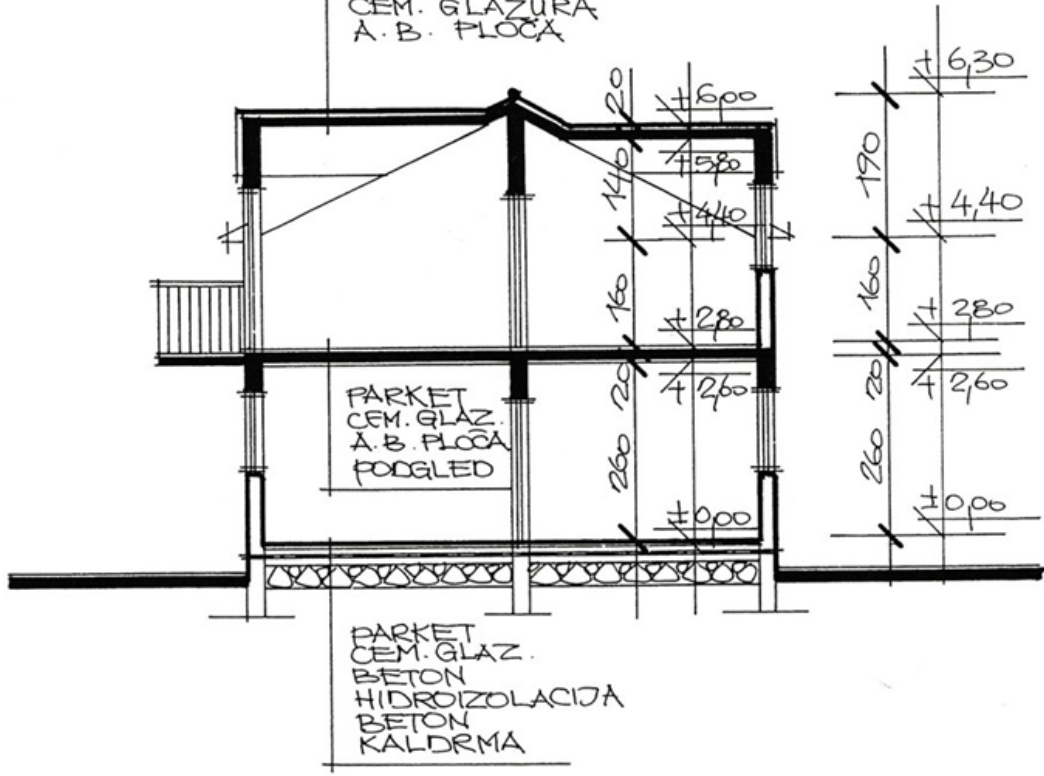 CEM. GLAZURA
A.B. PLOČA
+6,30
20
+6,00
+5,80
190
140
+4,40
+4,40
160
160
+2,80
+2,80
20
+2,60
20
+2,60
PARKET
CEM. GLAZ.
A.B. PLOČA
PODGLED
260
260
±0,00
±0,00
PARKET
CEM. GLAZ.
BETON
HIDROIZOLACIJA
BETON
KALDRMA